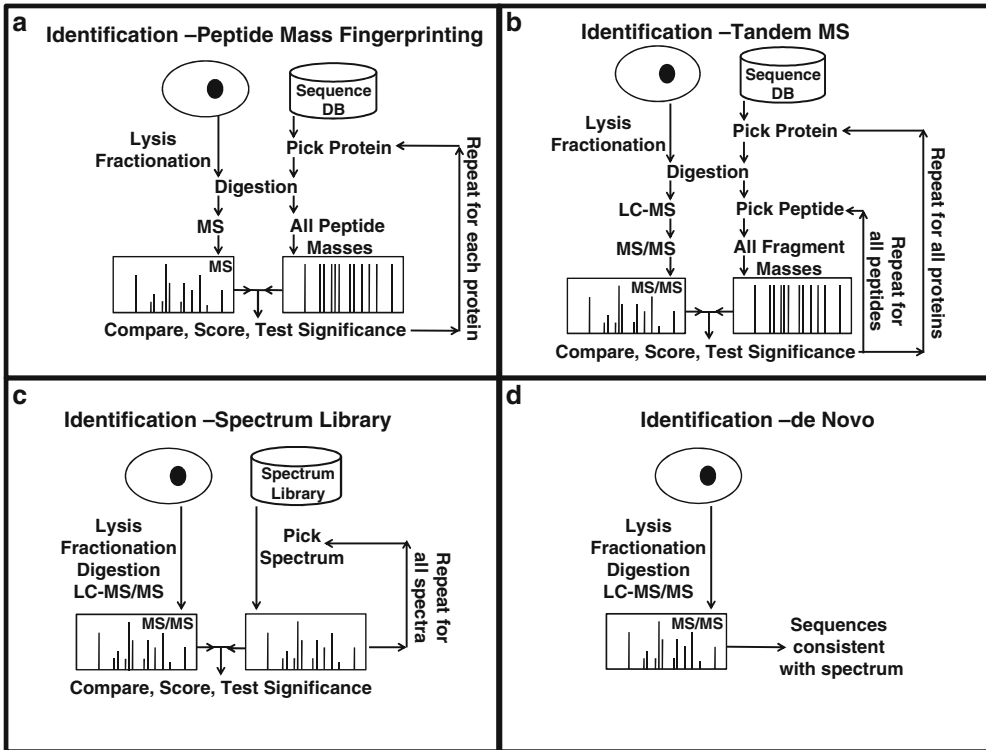 a
Identification –Peptide Mass Fingerprinting
Sequence
DB
Lysis
Fractionation
Pick Protein
Digestion
MS
All Peptide
Masses
MS
Compare, Score, Test Significance
Repeat for each protein
b
Identification –Tandem MS
Sequence
DB
Lysis
Fractionation
Pick Protein
Digestion
LC-MS
Pick Peptide
MS/MS
All Fragment
Masses
MS/MS
Compare, Score, Test Significance
Repeat for
all peptides
Repeat for all proteins
c
Identification –Spectrum Library
Spectrum
Library
Lysis
Fractionation
Digestion
LC-MS/MS
Pick
Spectrum
MS/MS
Compare, Score, Test Significance
Repeat for
all spectra
d
Identification –de Novo
Lysis
Fractionation
Digestion
LC-MS/MS
MS/MS
Sequences
consistent
with spectrum